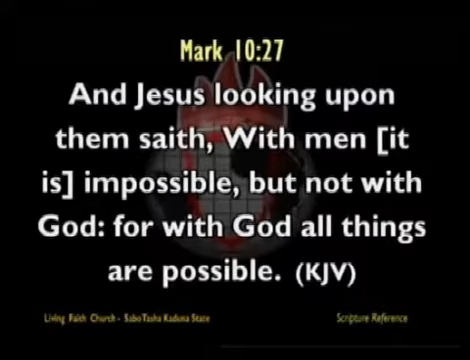 Mark 10:27
And Jesus looking upon
them saith, With men [it
is] impossible, but not with
God: for with God all things
are possible. (KJV)
Living Faith Church - Sabo Tasha Kaduna State
Scripture Reference